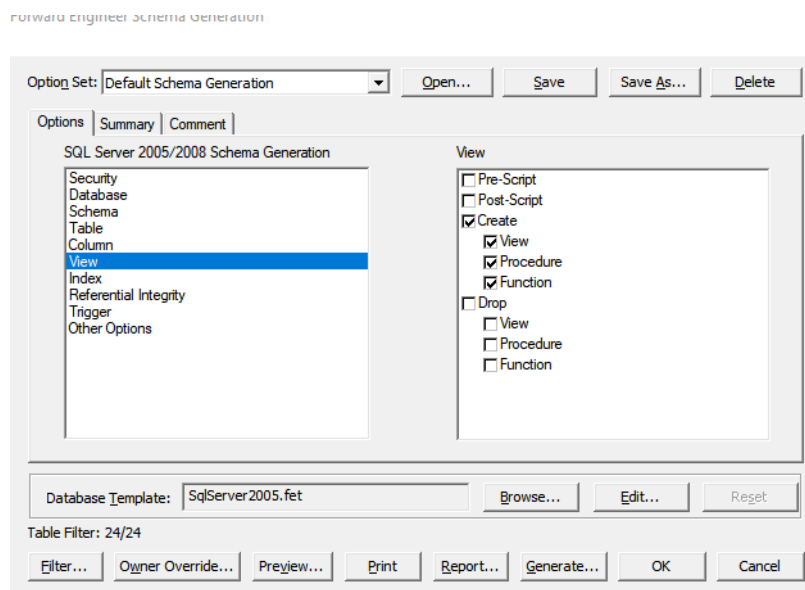 Forward Engineer Schema Generation
Option Set: Default Schema Generation Open... Save Save As... Delete
Options Summary Comment
SQL Server 2005/2008 Schema Generation View
Security
Database
Schema
Table
Column
View
Index
Referential Integrity
Trigger
Other Options
Pre-Script
Post-Script
Create
View
Procedure
Function
Drop
View
Procedure
Function
Database Template: SqlServer2005.fet Browse... Edit... Reset
Table Filter: 24/24
Filter... Owner Override... Preview... Print Report... Generate... OK Cancel